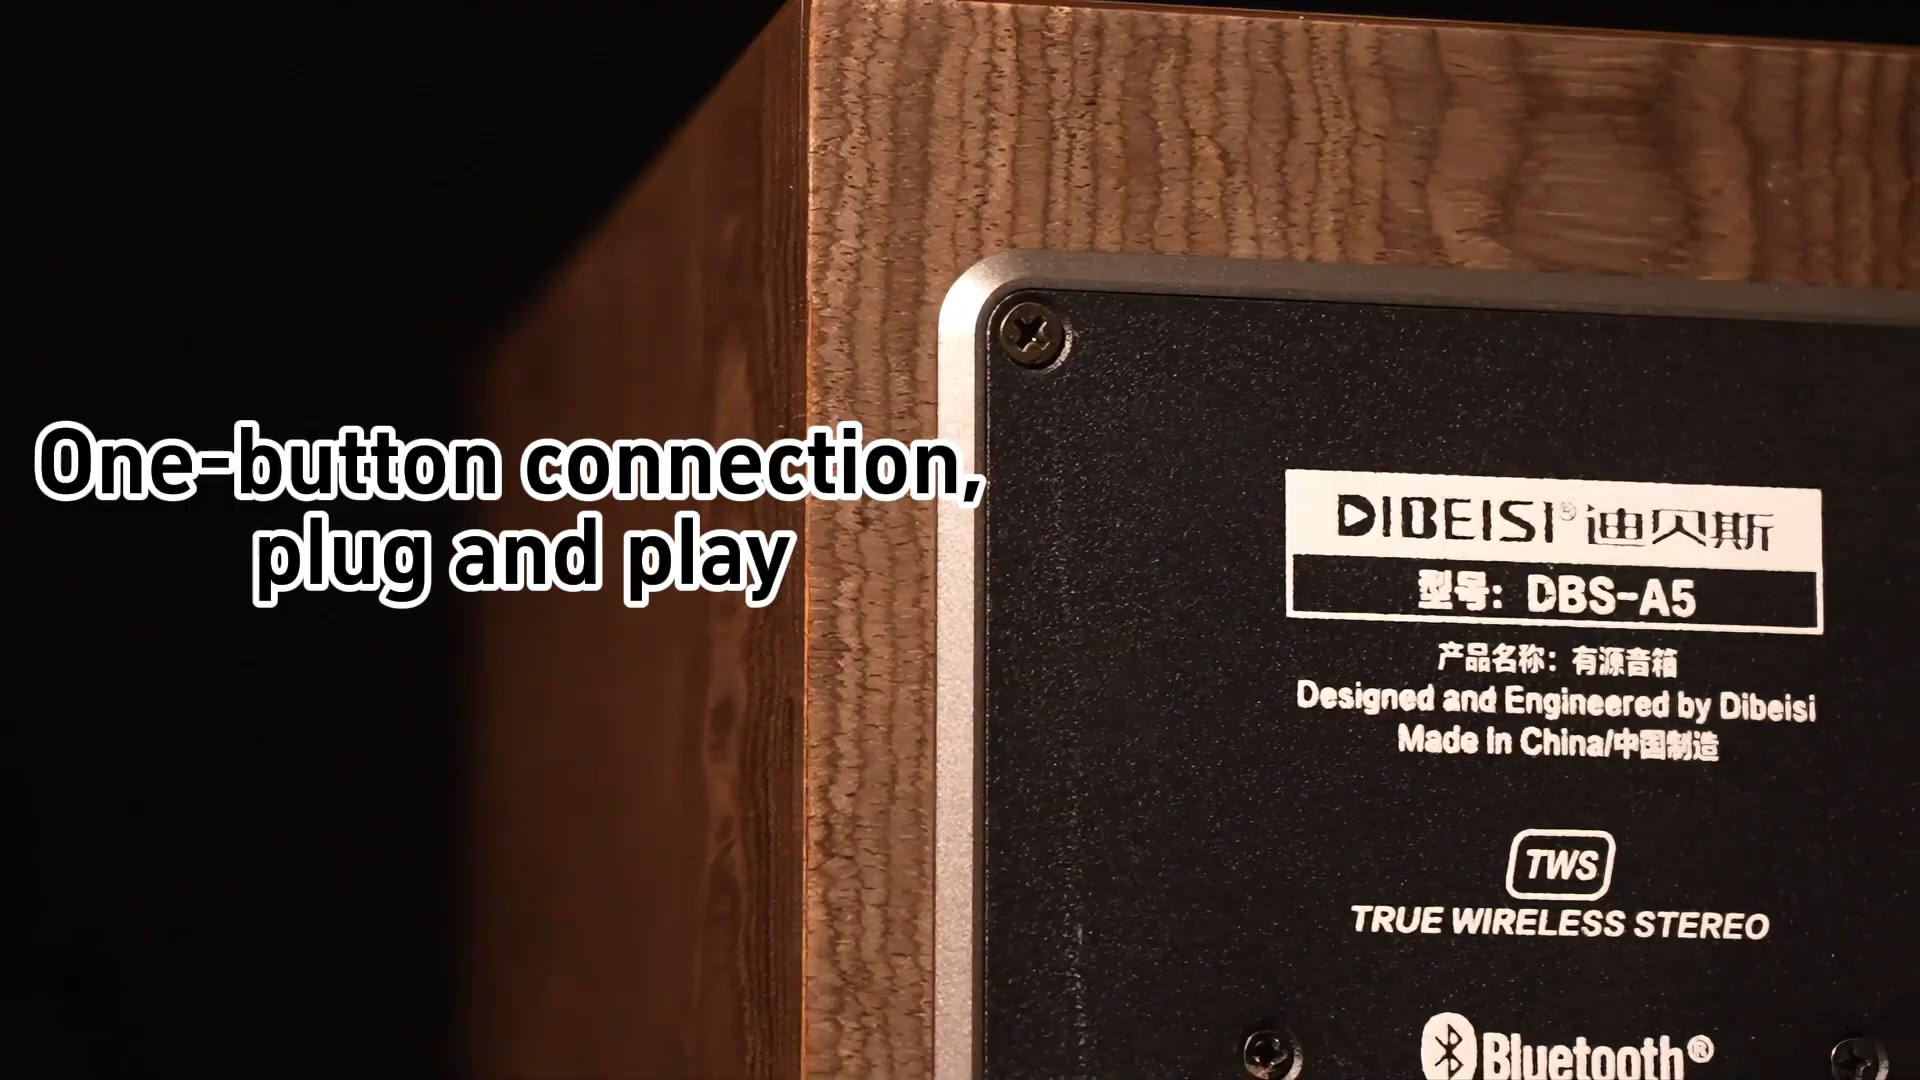 One-button connection,
plug and play
DIBEISI® 迪贝斯
型号: DBS-A5
产品名称: 有源音箱
Designed and Engineered by Dibeisi
Made in China/中国制造
TWS
TRUE WIRELESS STEREO
Bluetooth®